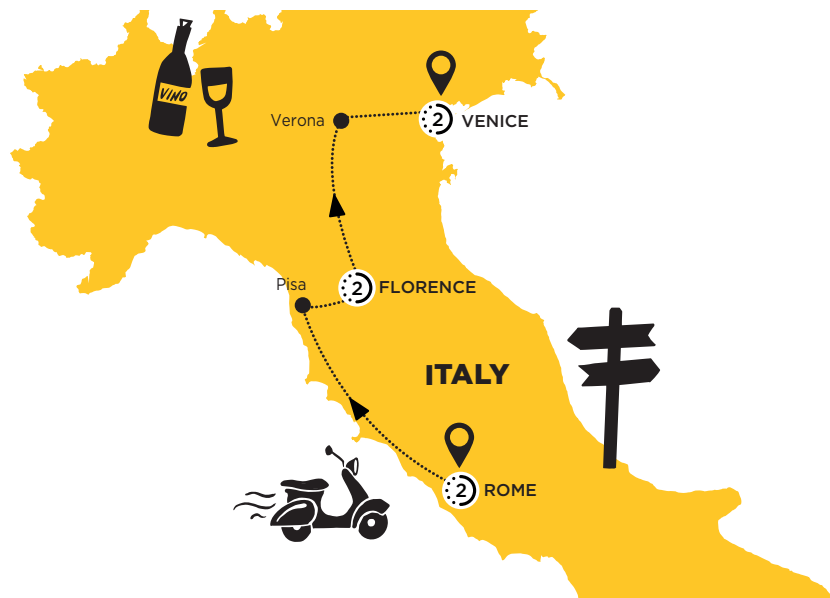 VINO
Verona
2 VENICE
Pisa
2 FLORENCE
ITALY
2 ROME